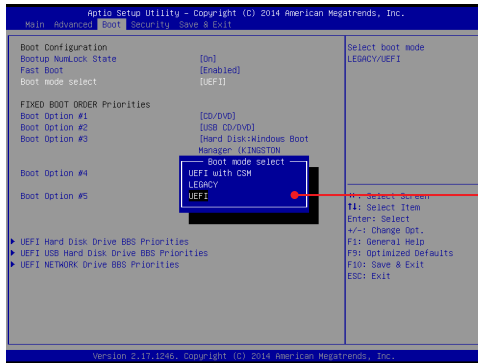 Aptio Setup Utility - Copyright (C) 2014 American Megatrends, Inc.
Main Advanced Boot Security Save & Exit
Boot Configuration
Bootup NumLock State [On]
Fast Boot [Enabled]
Boot mode select [UEFI]
FIXED BOOT ORDER Priorities
Boot Option #1 [CD/DVD]
Boot Option #2 [USB CD/DVD]
Boot Option #3 [Hard Disk:Windows Boot
Manager (KINGSTON
Boot mode select
UEFI with CSM
LEGACY
UEFI
Boot Option #4
Boot Option #5
UEFI Hard Disk Drive BBS Priorities
UEFI USB Hard Disk Drive BBS Priorities
UEFI NETWORK Drive BBS Priorities
Select boot mode
LEGACY/UEFI
Select Screen
↑↓: Select Item
Enter: Select
+/-: Change Opt.
F1: General Help
F9: Optimized Defaults
F10: Save & Exit
ESC: Exit
Version 2.17.1246. Copyright (C) 2014 American Megatrends, Inc.